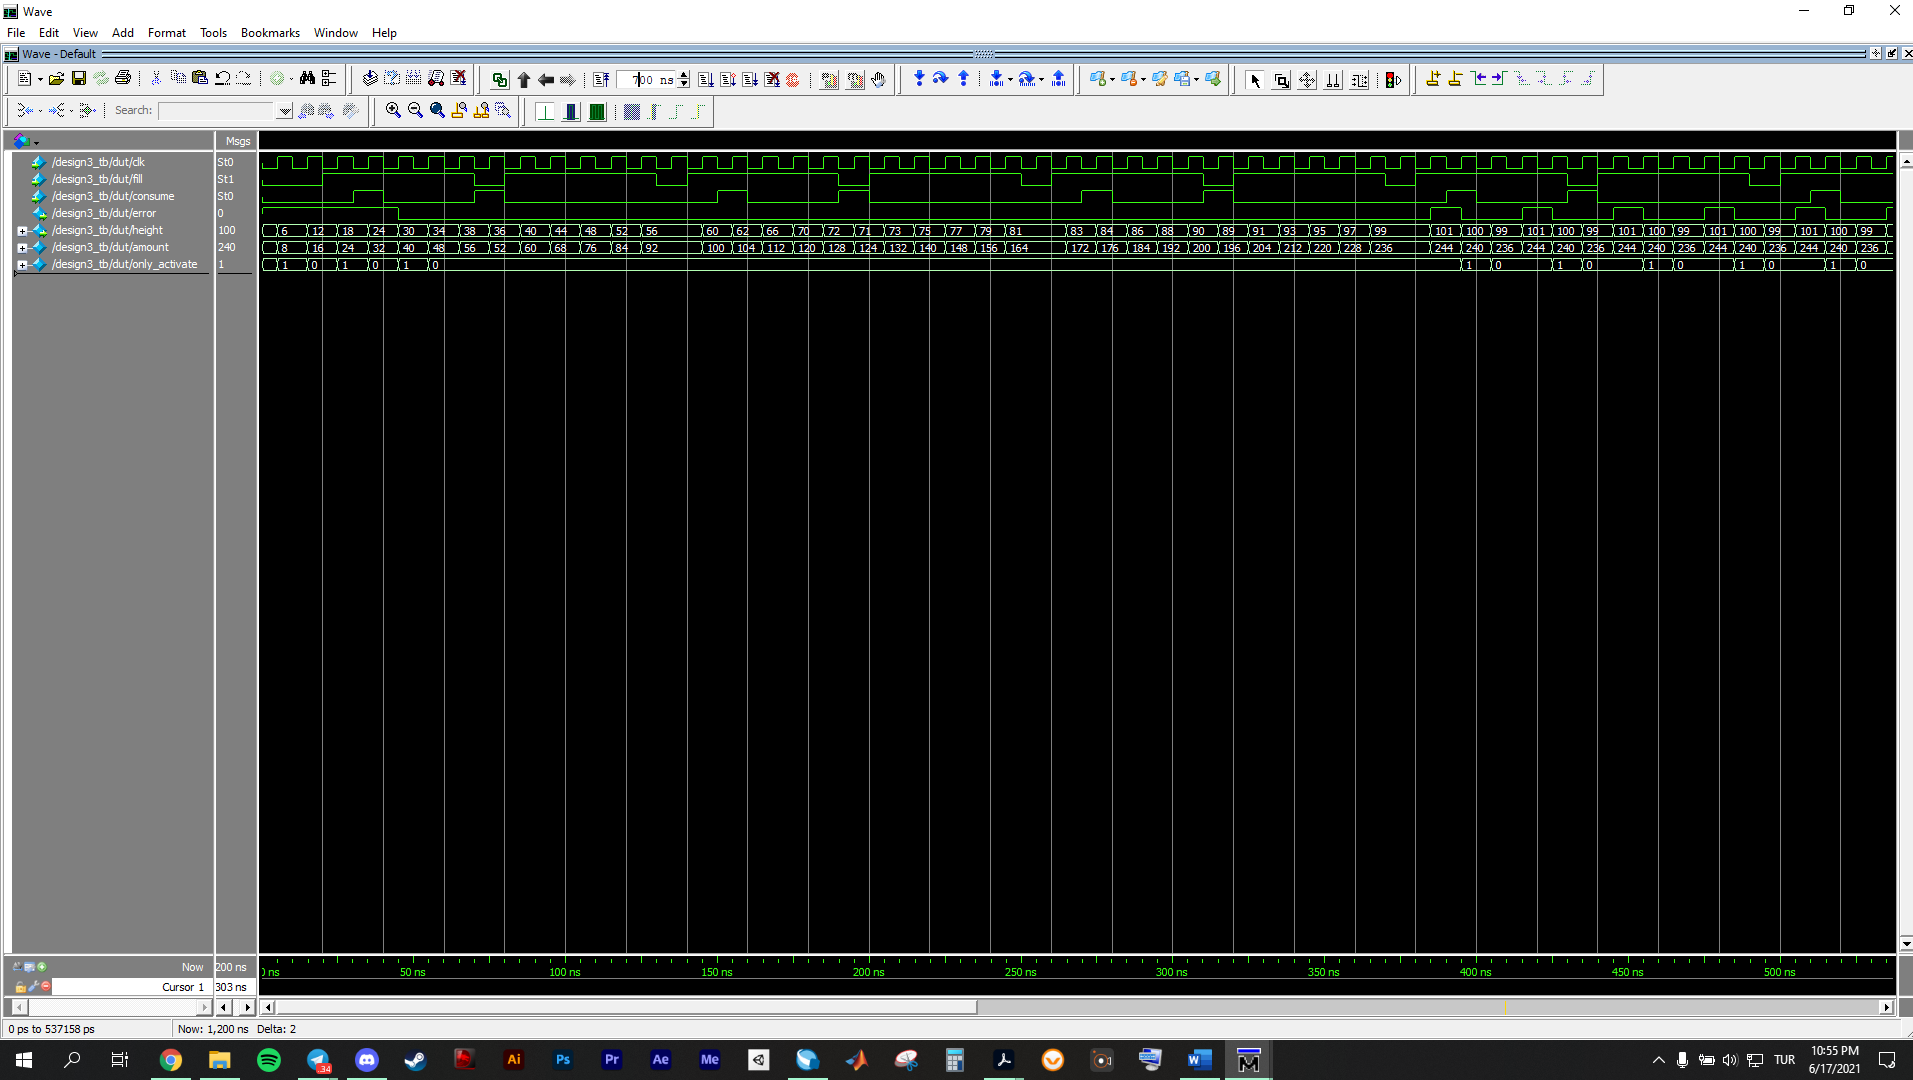 Wave
File Edit View Add Format Tools Bookmarks Window Help
Wave - Default
700 ns
Search:
Msgs
/design3_tb/dut/clk St0
/design3_tb/dut/fill St1
/design3_tb/dut/consume St0
/design3_tb/dut/error 0
/design3_tb/dut/height 100 6 12 18 24 30 34 38 36 40 44 48 52 56 60 62 66 70 72 71 73 75 77 79 81 83 84 86 88 90 89 91 93 95 97 99 101 100 99 101 100 99 101 100 99 101 100 99 101 100 99
/design3_tb/dut/amount 240 8 16 24 32 40 48 56 52 60 68 76 84 92 100 104 112 120 128 124 132 140 148 156 164 172 176 184 192 200 196 204 212 220 228 236 244 240 236 244 240 236 244 240 236 244 240 236 244 240 236
/design3_tb/dut/only_activate 1 1 0 1 0 1 0 1 0 1 0 1 0 1 0 1 0
Now 200 ns ns 50 ns 100 ns 150 ns 200 ns 250 ns 300 ns 350 ns 400 ns 450 ns 500 ns
Cursor 1 303 ns
0 ps to 537158 ps Now: 1,200 ns Delta: 2
34 Ai Ps Pr Ae Me W M TUR 10:55 PM
6/17/2021